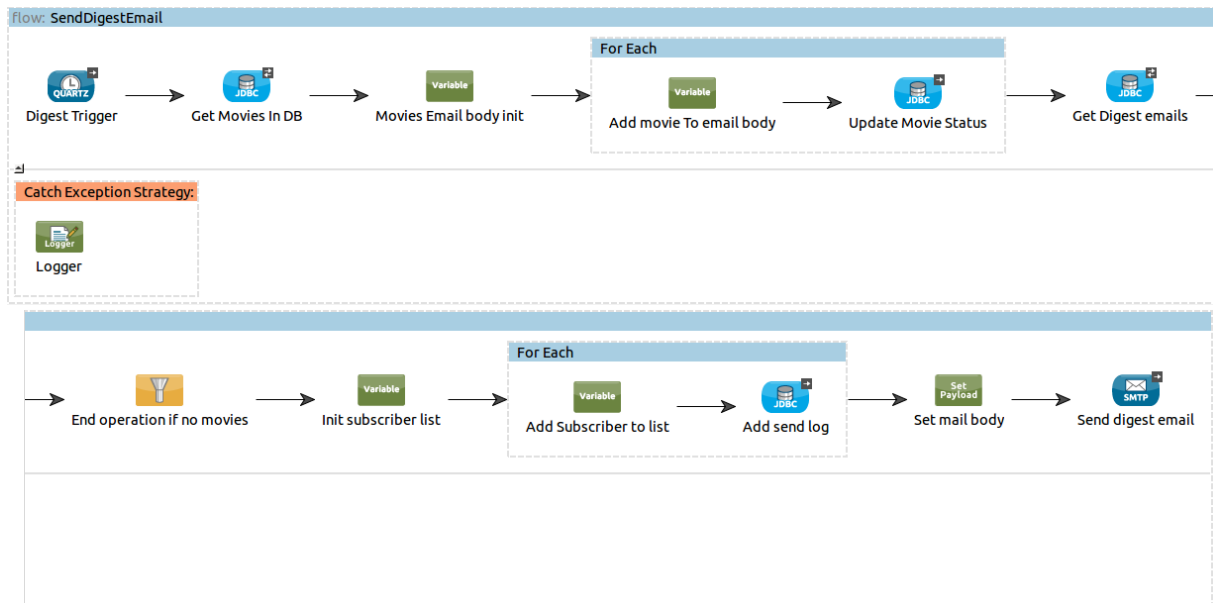 flow: SendDigestEmail
For Each
QUARTZ
JDBC
Variable
Variable
JDBC
JDBC
Digest Trigger
Get Movies In DB
Movies Email body init
Add movie To email body
Update Movie Status
Get Digest emails
Catch Exception Strategy:
Logger
Logger
For Each
Variable
Variable
JDBC
Set
Payload
SMTP
End operation if no movies
Init subscriber list
Add Subscriber to list
Add send log
Set mail body
Send digest email